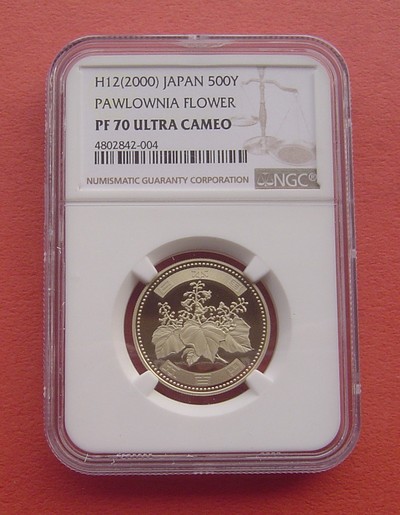 H12(2000) JAPAN 500Y
PAWLOWNIA FLOWER
PF 70 ULTRA CAMEO
4802842-004
NUMISMATIC GUARANTY CORPORATION
NGC®